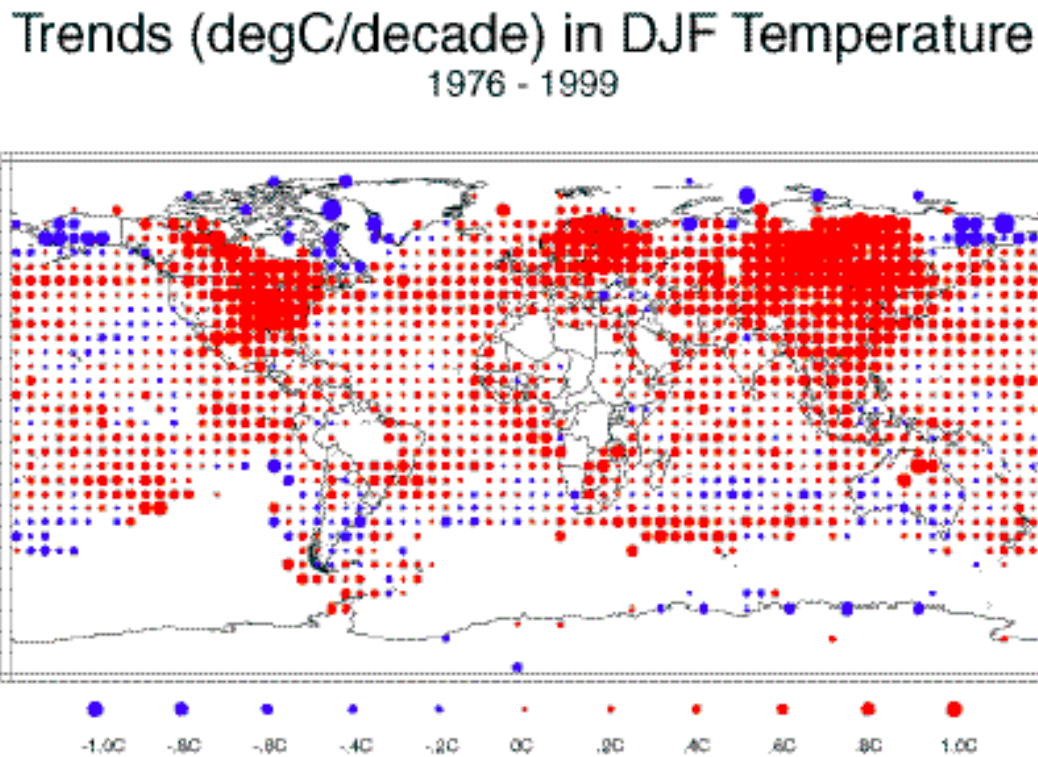 Trends (degC/decade) in DJF Temperature
1976 - 1999
-1.0C -.8C -.6C -.4C -.2C 0C .2C .4C .6C .8C 1.0C